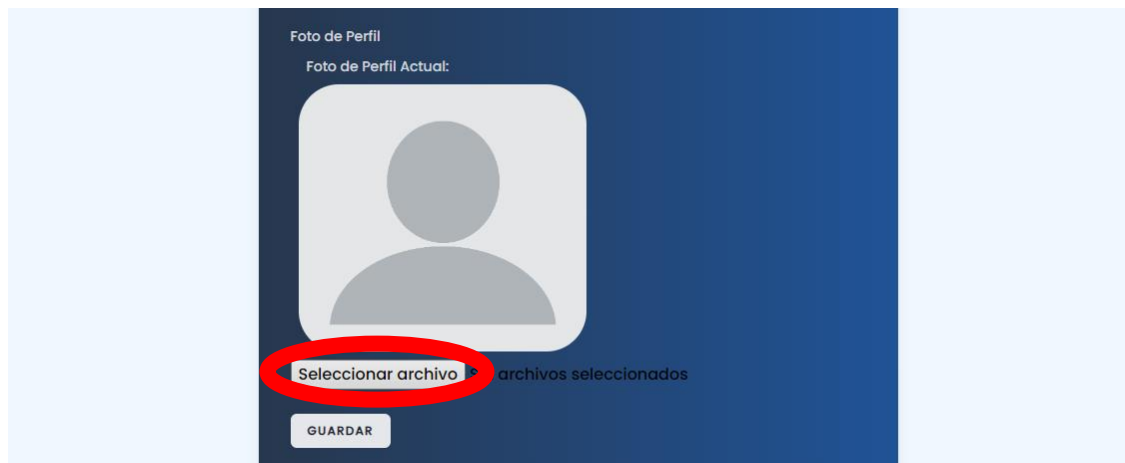 Foto de Perfil
Foto de Perfil Actual:
Seleccionar archivo archivos seleccionados
GUARDAR